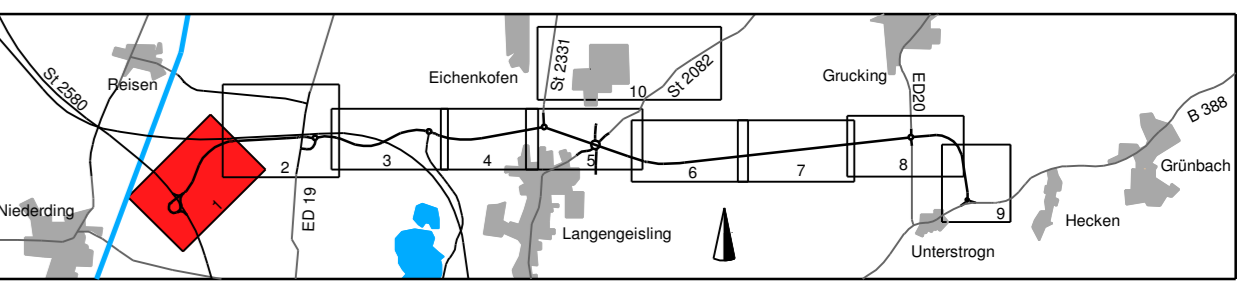 St 2580
Reisen
Niederding
1
2
ED 19
3
Eichenkofen
4
St 2331
5
10
St 2082
Langengeisling
6
7
Grucking
ED20
8
9
Unterstrogn
Hecken
B 388
Grünbach